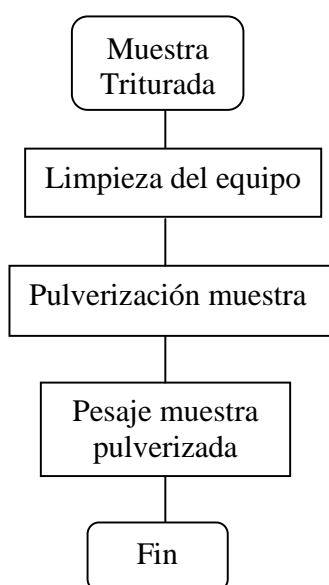 Muestra
Triturada
Limpieza del equipo
Pulverización muestra
Pesaje muestra
pulverizada
Fin